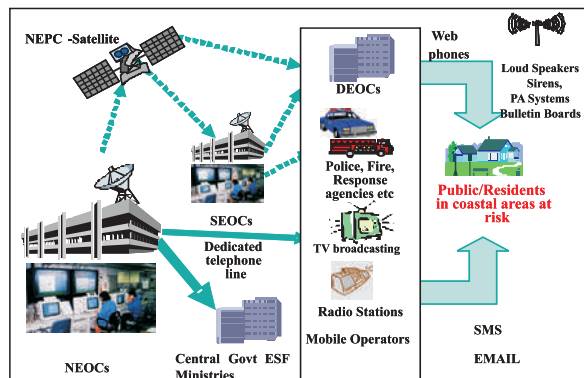 NEPC -Satellite
SEOCs
Dedicated
telephone
line
NEOCs
Central Govt ESF
Ministries
DEOCs
Police, Fire,
Response
agencies etc
TV broadcasting
Radio Stations
Mobile Operators
Web
phones
Loud Speakers
Sirens,
PA Systems
Bulletin Boards
Public/Residents
in coastal areas at
risk
SMS
EMAIL